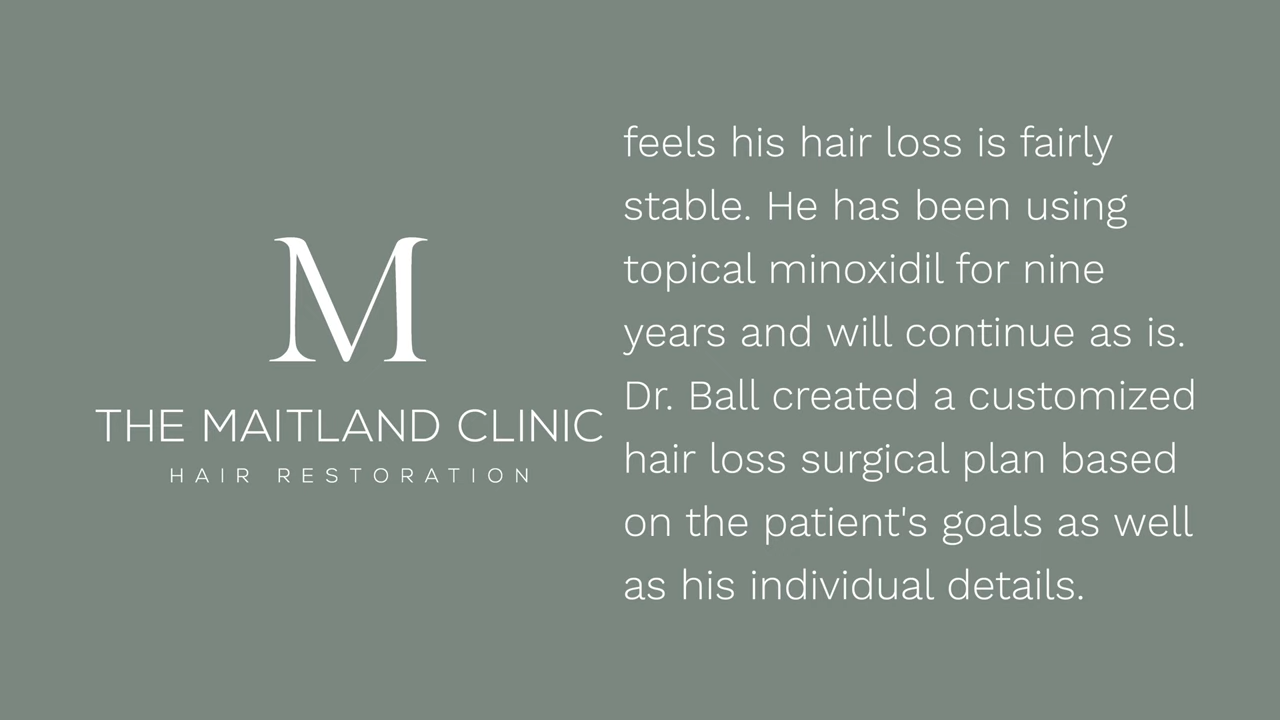 M
THE MAITLAND CLINIC
HAIR RESTORATION
feels his hair loss is fairly
stable. He has been using
topical minoxidil for nine
years and will continue as is.
Dr. Ball created a customized
hair loss surgical plan based
on the patient's goals as well
as his individual details.